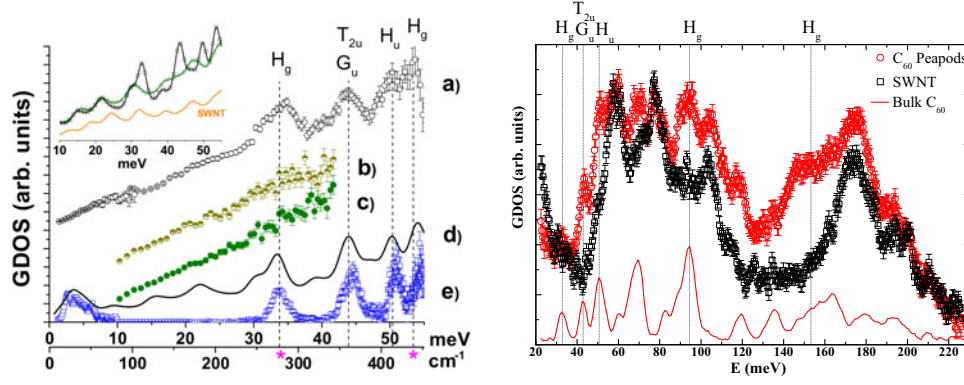 T2u
Hg Gu Hu Hg
a)
b)
c)
d)
e)
GDOS (arb. units)
SWNT
10 20 30 40 50
meV
0 10 20 30 40 50 meV
0 100 200 300 400 cm-1
* *
T2u
Hg Gu Hu Hg Hg
C60 Peapods
SWNT
Bulk C60
GDOS (arb. units)
20 40 60 80 100 120 140 160 180 200 220
E (meV)